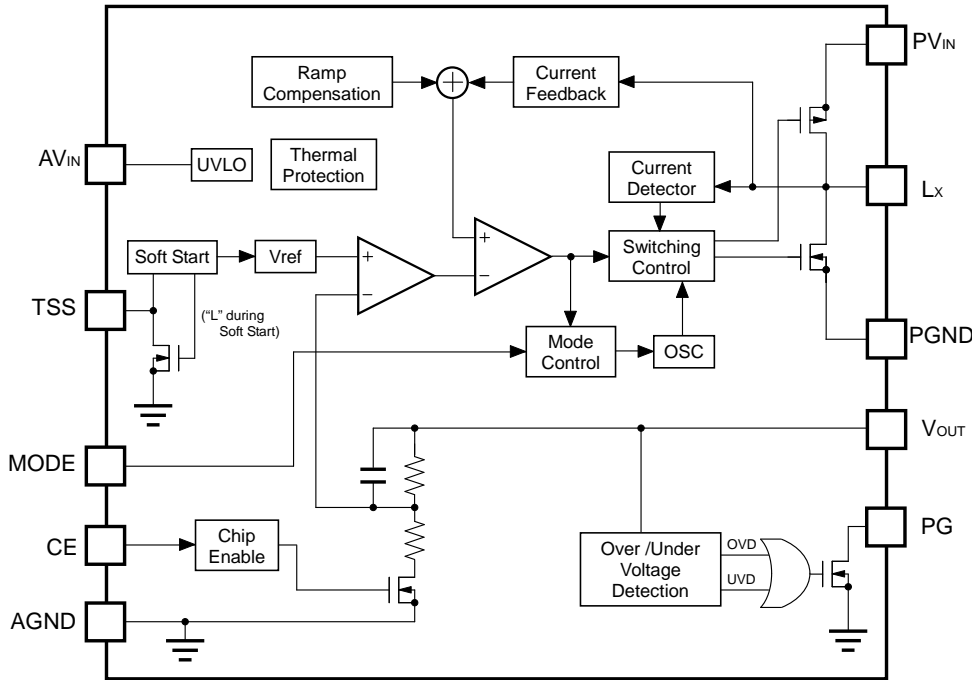 PVIN
Ramp
Compensation
+
Current
Feedback
AVIN
UVLO
Thermal
Protection
Current
Detector
LX
Soft Start
Vref
+
−
+
−
Switching
Control
TSS
(“L” during
Soft Start)
Mode
Control
OSC
PGND
VOUT
MODE
CE
Chip
Enable
Over /Under
Voltage
Detection
OVD
UVD
PG
AGND